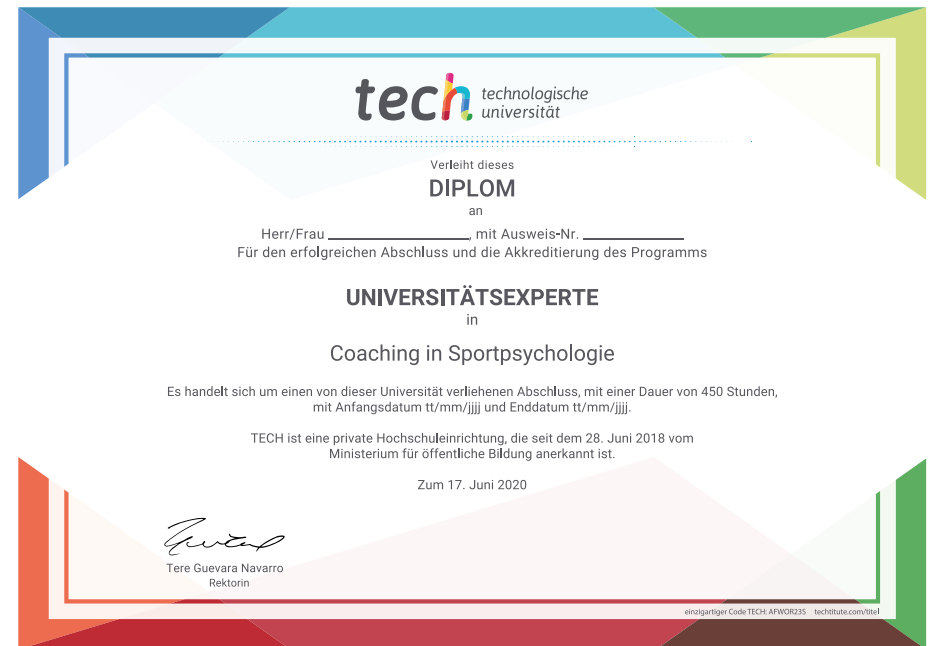 tech technologische
universität
Verleiht dieses
DIPLOM
an
Herr/Frau ____________________, mit Ausweis-Nr. ______________
Für den erfolgreichen Abschluss und die Akkreditierung des Programms
UNIVERSITÄTSEXPERTE
in
Coaching in Sportpsychologie
Es handelt sich um einen von dieser Universität verliehenen Abschluss, mit einer Dauer von 450 Stunden,
mit Anfangsdatum tt/mm/jjjj und Enddatum tt/mm/jjjj.
TECH ist eine private Hochschuleinrichtung, die seit dem 28. Juni 2018 vom
Ministerium für öffentliche Bildung anerkannt ist.
Zum 17. Juni 2020
Tere Guevara Navarro
Rektorin
einzigartiger Code TECH: AFWOR23S techtitute.com/titel